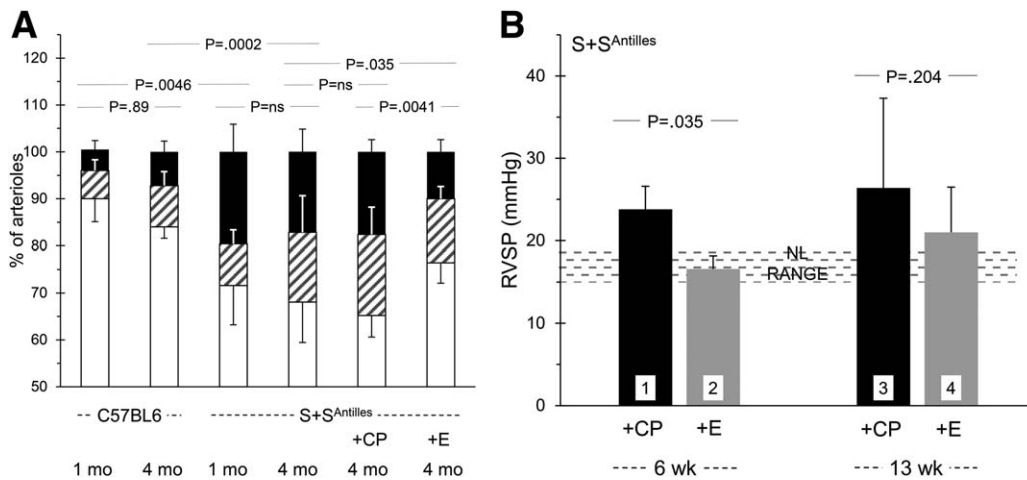 A
120
P=.0002
P=.035
110
P=.0046
P=ns
P=.89
P=ns
P=.0041
100
90
80
70
60
50
% of arterioles
C57BL6
S+SAntilles
+CP
+E
1 mo
4 mo
1 mo
4 mo
4 mo
4 mo
B
S+SAntilles
40
P=.204
P=.035
30
20
NL
RANGE
10
0
RVSP (mmHg)
1
2
3
4
+CP
+E
+CP
+E
6 wk
13 wk